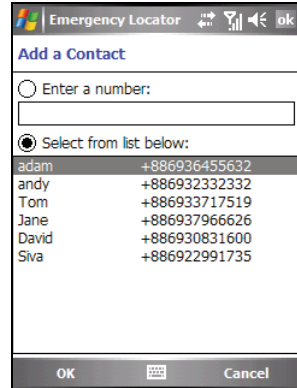 Emergency Locator ok
Add a Contact
Enter a number:
Select from list below:
adam +886936455632
andy +886932332332
Tom +886933717519
Jane +886937966626
David +886930831600
Siva +886922991735
OK Cancel